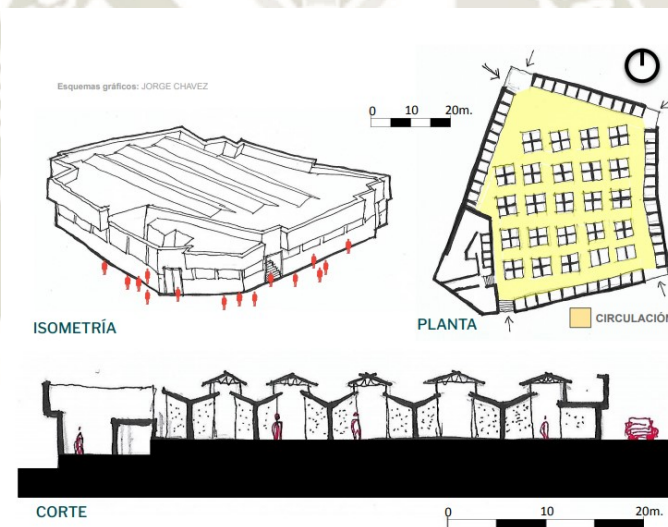 Esquemas gráficos: JORGE CHAVEZ
0 10 20m.
ISOMETRÍA
PLANTA
CIRCULACIÓN
CORTE
0 10 20m.